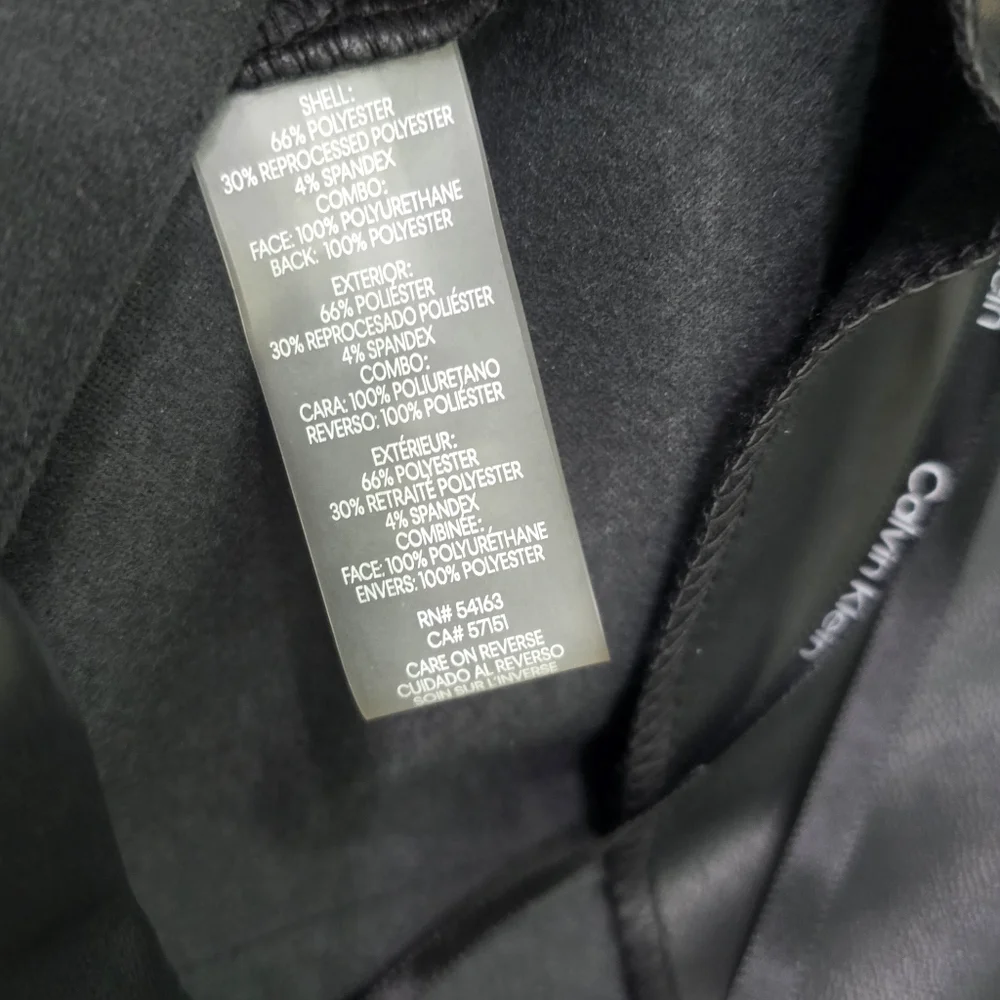 SHELL:
66% POLYESTER
30% REPROCESSED POLYESTER
4% SPANDEX
COMBO:
FACE: 100% POLYURETHANE
BACK: 100% POLYESTER
EXTERIOR:
66% POLIÉSTER
30% REPROCESADO POLIÉSTER
4% SPANDEX
COMBO:
CARA: 100% POLIURETANO
REVERSO: 100% POLIÉSTER
EXTÉRIEUR:
66% POLYESTER
30% RETRAITÉ POLYESTER
4% SPANDEX
COMBINÉE:
FACE: 100% POLYURÉTHANE
ENVERS: 100% POLYESTER
RN# 54163
CA# 57151
CARE ON REVERSE
CUIDADO AL REVERSO
SOIN SUR L'INVERSE
Calvin Klein